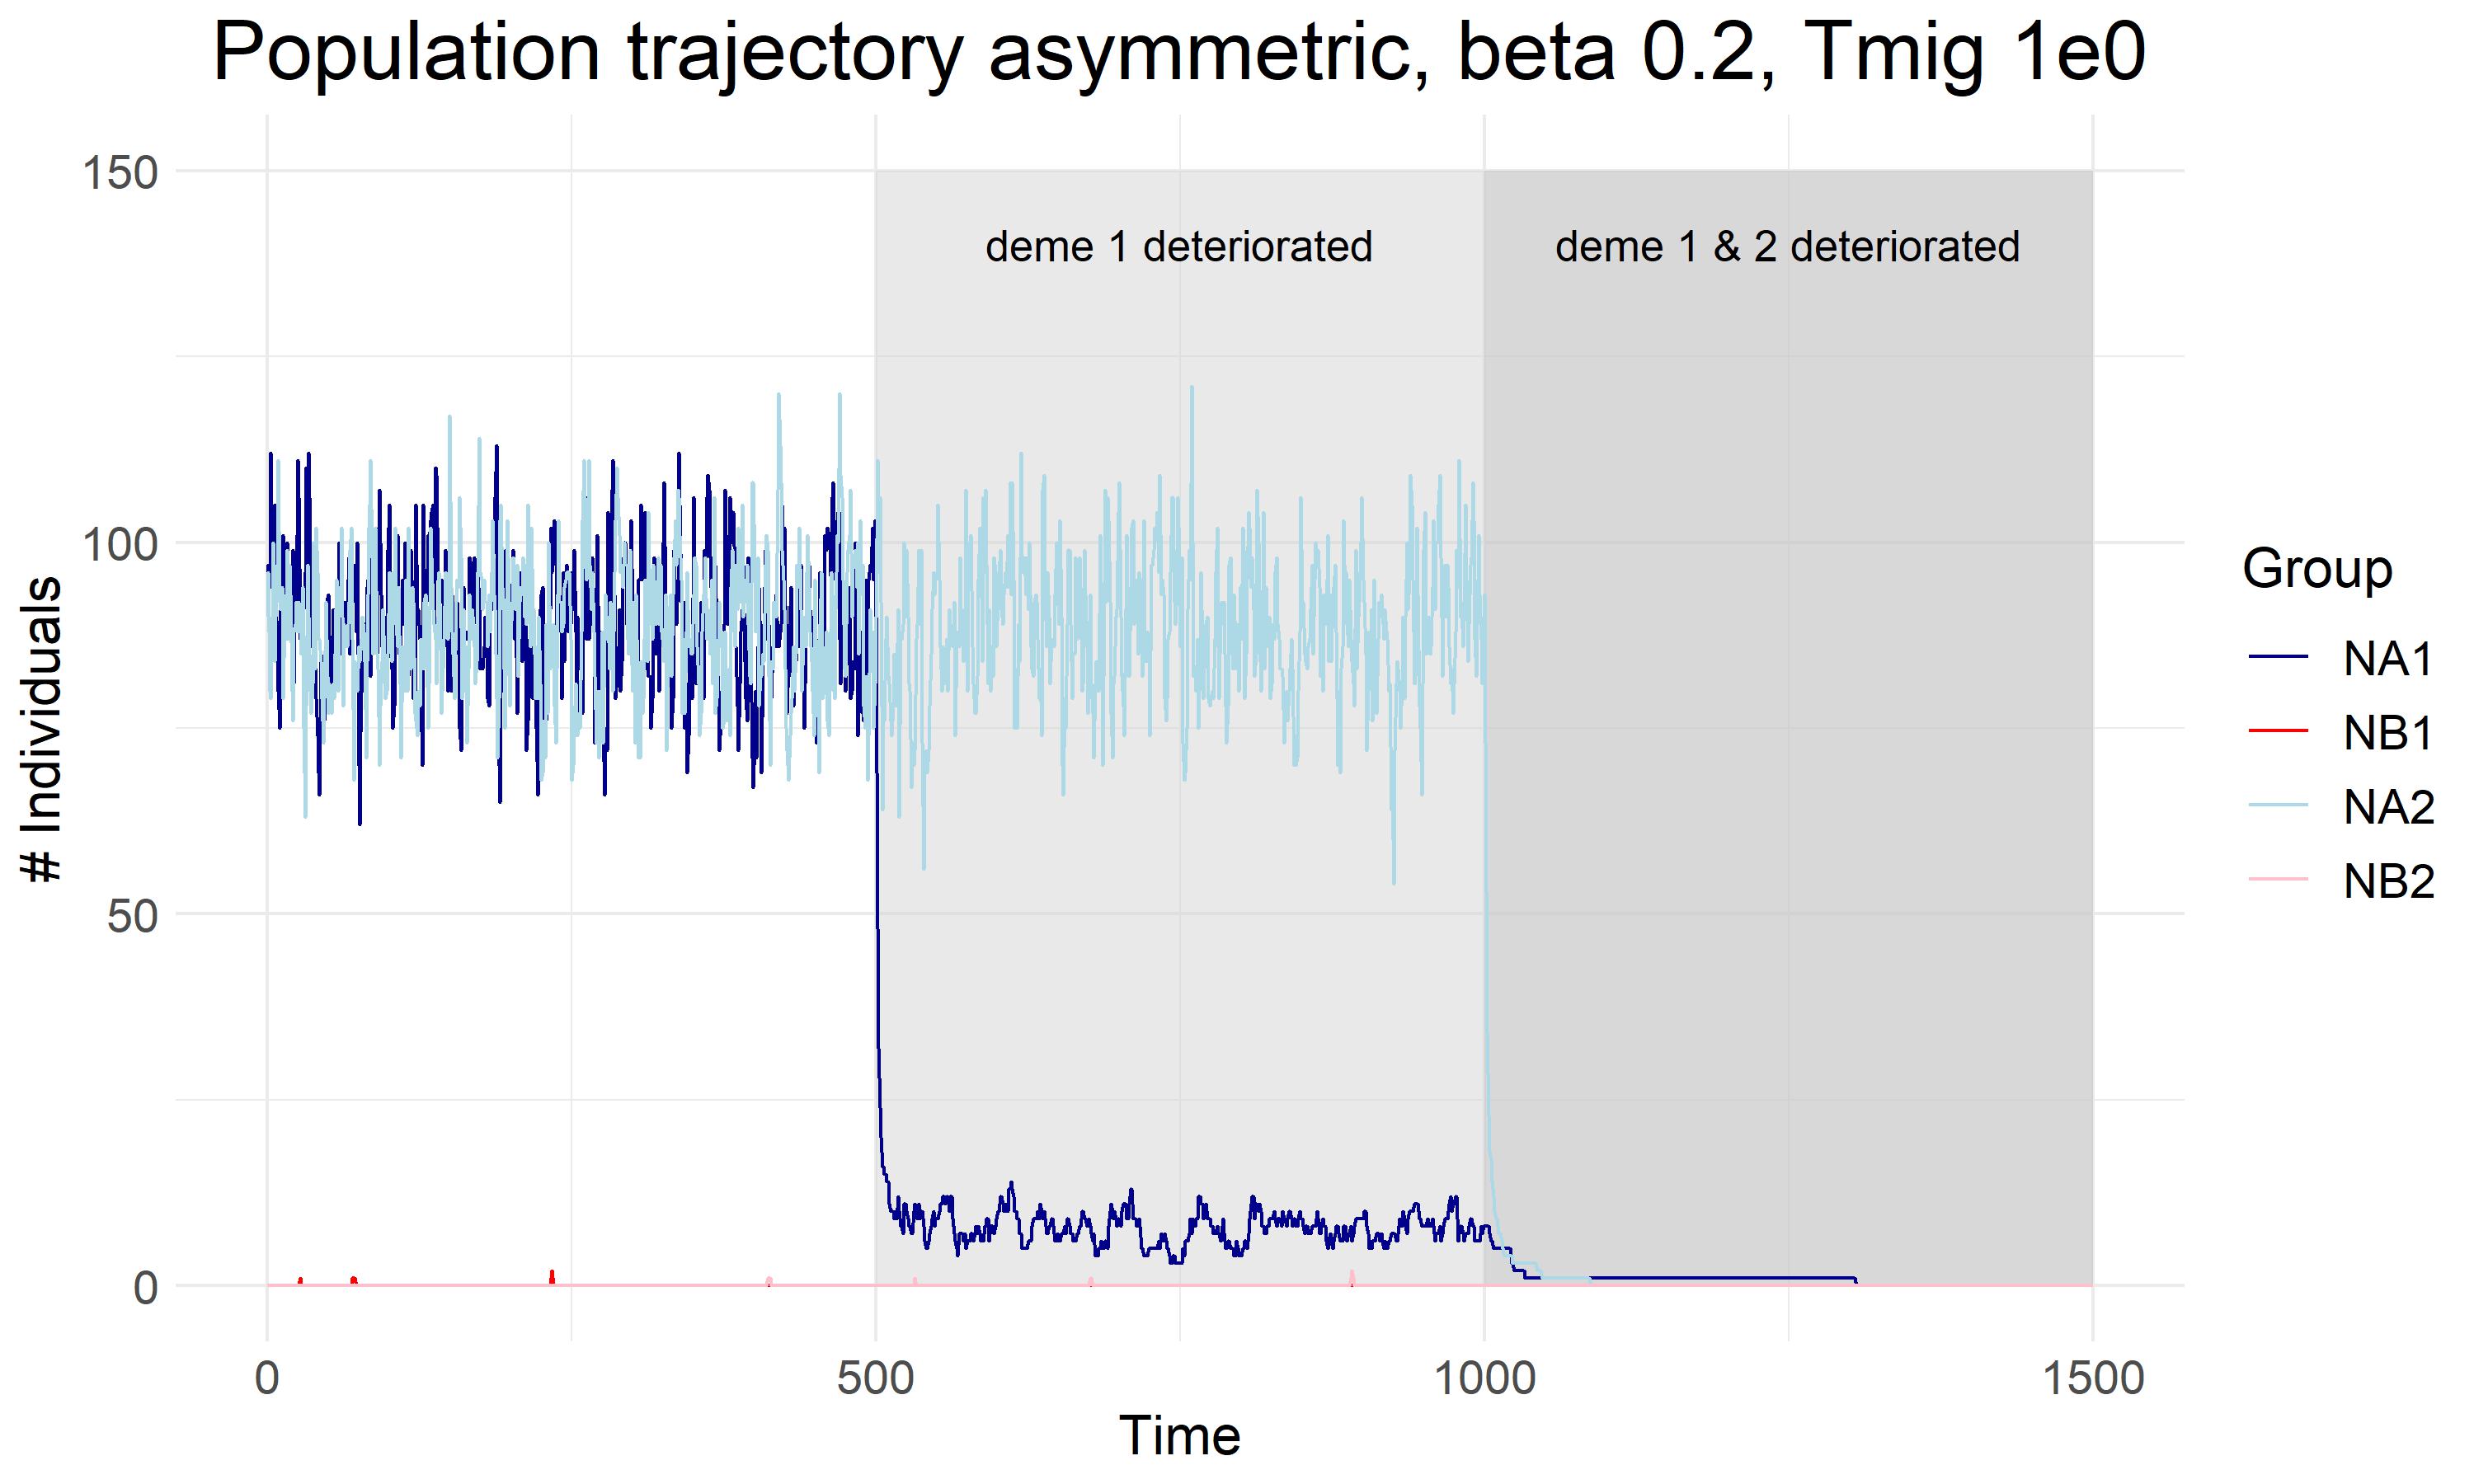 Population trajectory asymmetric, beta 0.2, Tmig 1e0
150
100
50
0
# Individuals
deme 1 deteriorated
deme 1 & 2 deteriorated
0
500
1000
1500
Time
Group
NA1
NB1
NA2
NB2